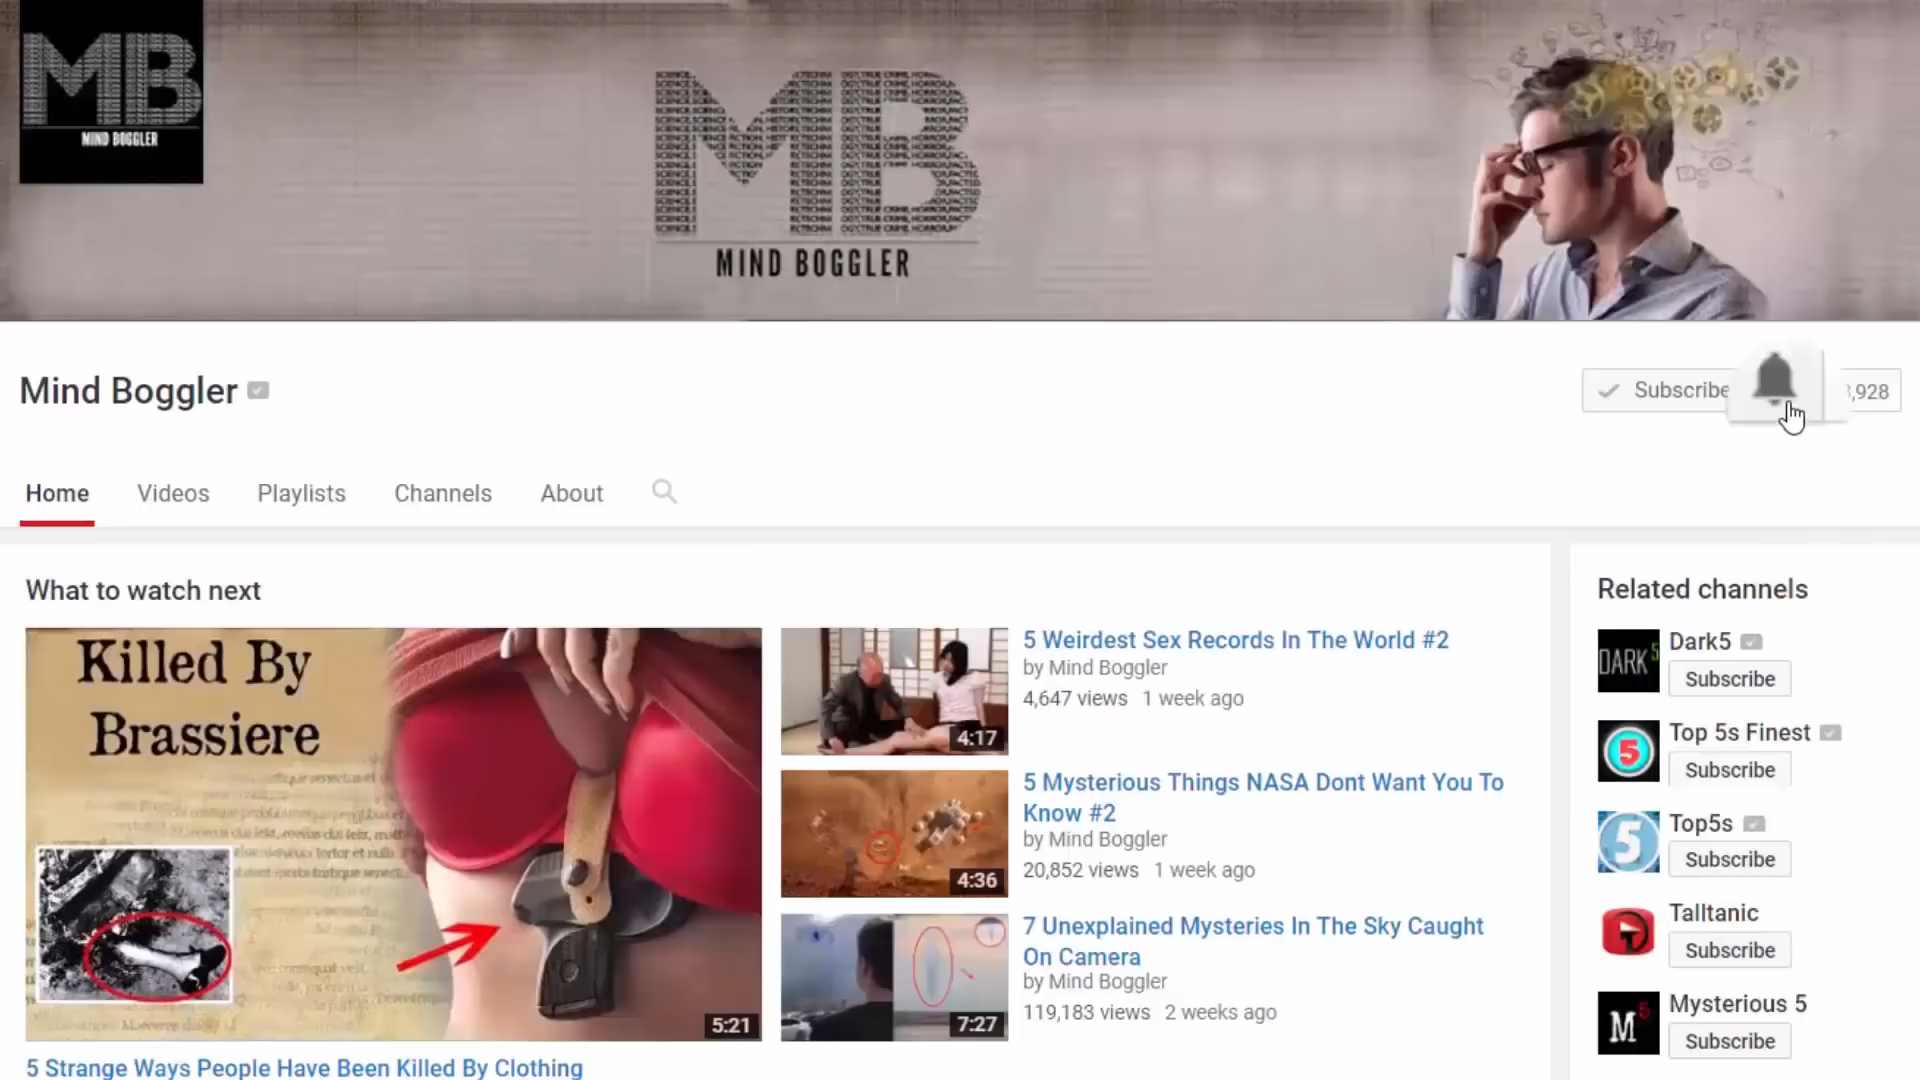 MB
MIND BOGGLER
MB
MIND BOGGLER
Mind Boggler
Subscribe
,928
Home Videos Playlists Channels About
What to watch next
Killed By
Brassiere
5:21
5 Strange Ways People Have Been Killed By Clothing
4:17
5 Weirdest Sex Records In The World #2
by Mind Boggler
4,647 views 1 week ago
4:36
5 Mysterious Things NASA Dont Want You To
Know #2
by Mind Boggler
20,852 views 1 week ago
7:27
7 Unexplained Mysteries In The Sky Caught
On Camera
by Mind Boggler
119,183 views 2 weeks ago
Related channels
DARK5
Dark5
Subscribe
5
Top 5s Finest
Subscribe
5
Top5s
Subscribe
Talltanic
Subscribe
M5
Mysterious 5
Subscribe